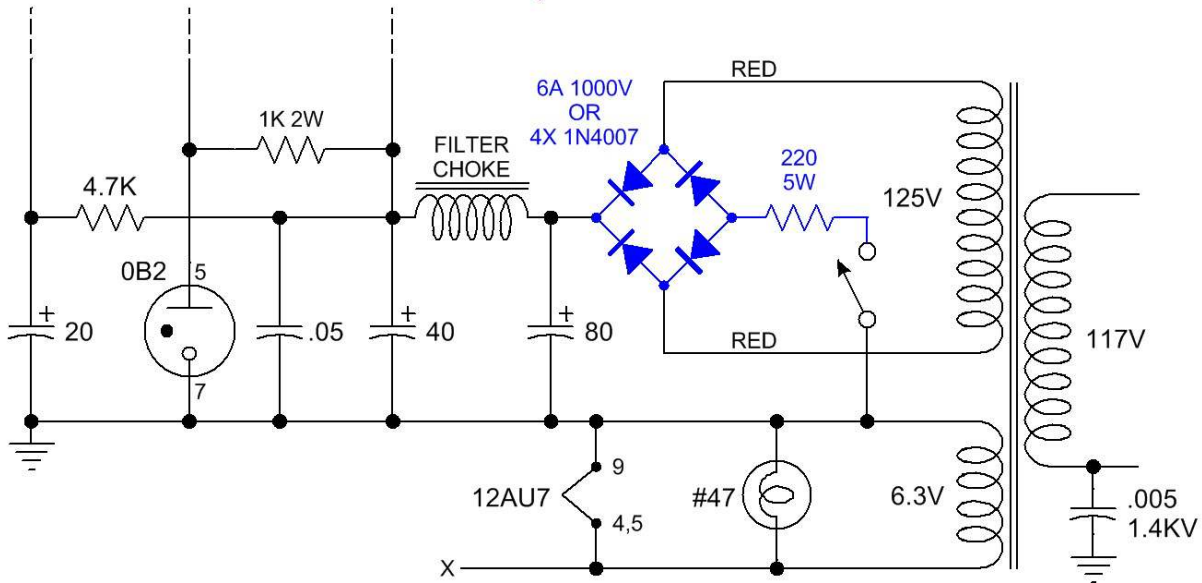 RED
6A 1000V
OR
4X 1N4007
1K 2W
FILTER
CHOKE
220
5W
4.7K
125V
0B2
5
+
20
.05
+
40
+
80
RED
117V
7
9
12AU7
4,5
#47
6.3V
.005
1.4KV
X